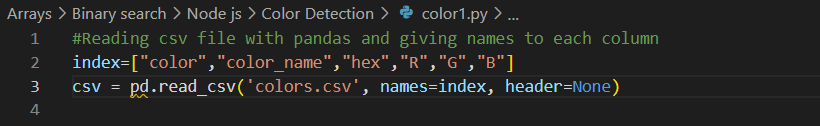 Arrays > Binary search > Node js > Color Detection > color1.py > ...
1 #Reading csv file with pandas and giving names to each column
2 index=["color","color_name","hex","R","G","B"]
3 csv = pd.read_csv('colors.csv', names=index, header=None)
4